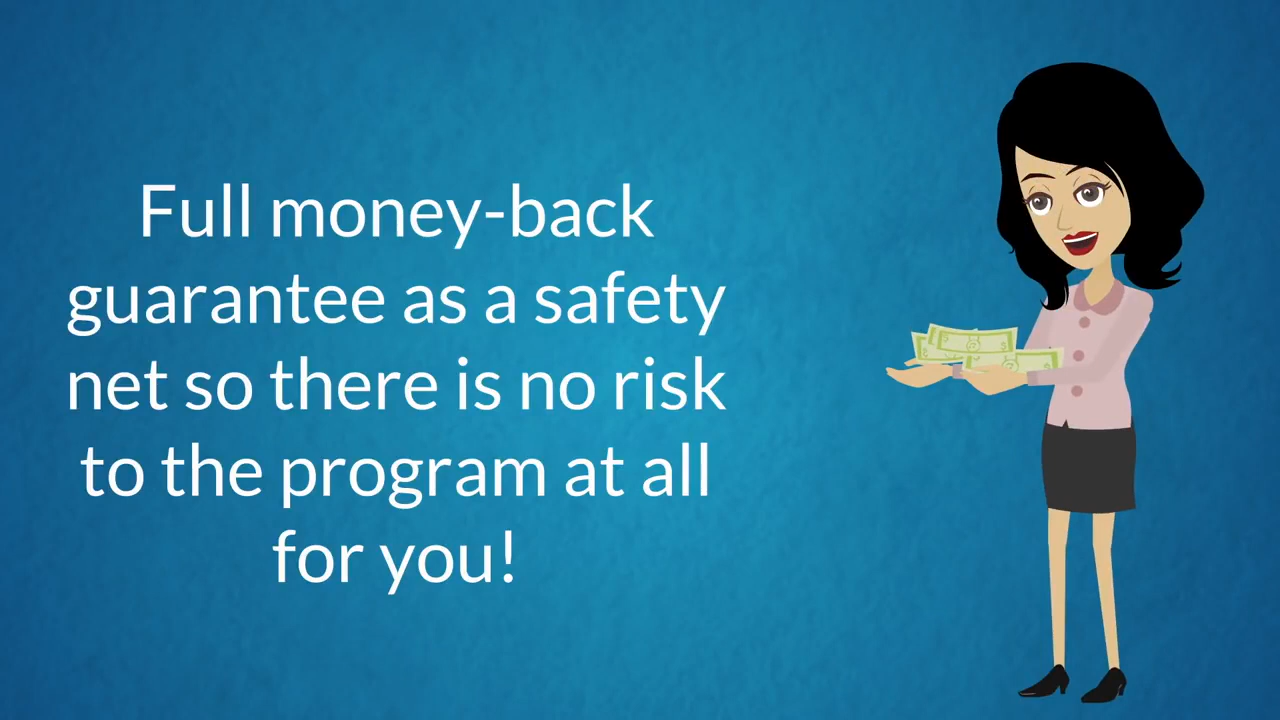 Full money-back
guarantee as a safety
net so there is no risk
to the program at all
for you!